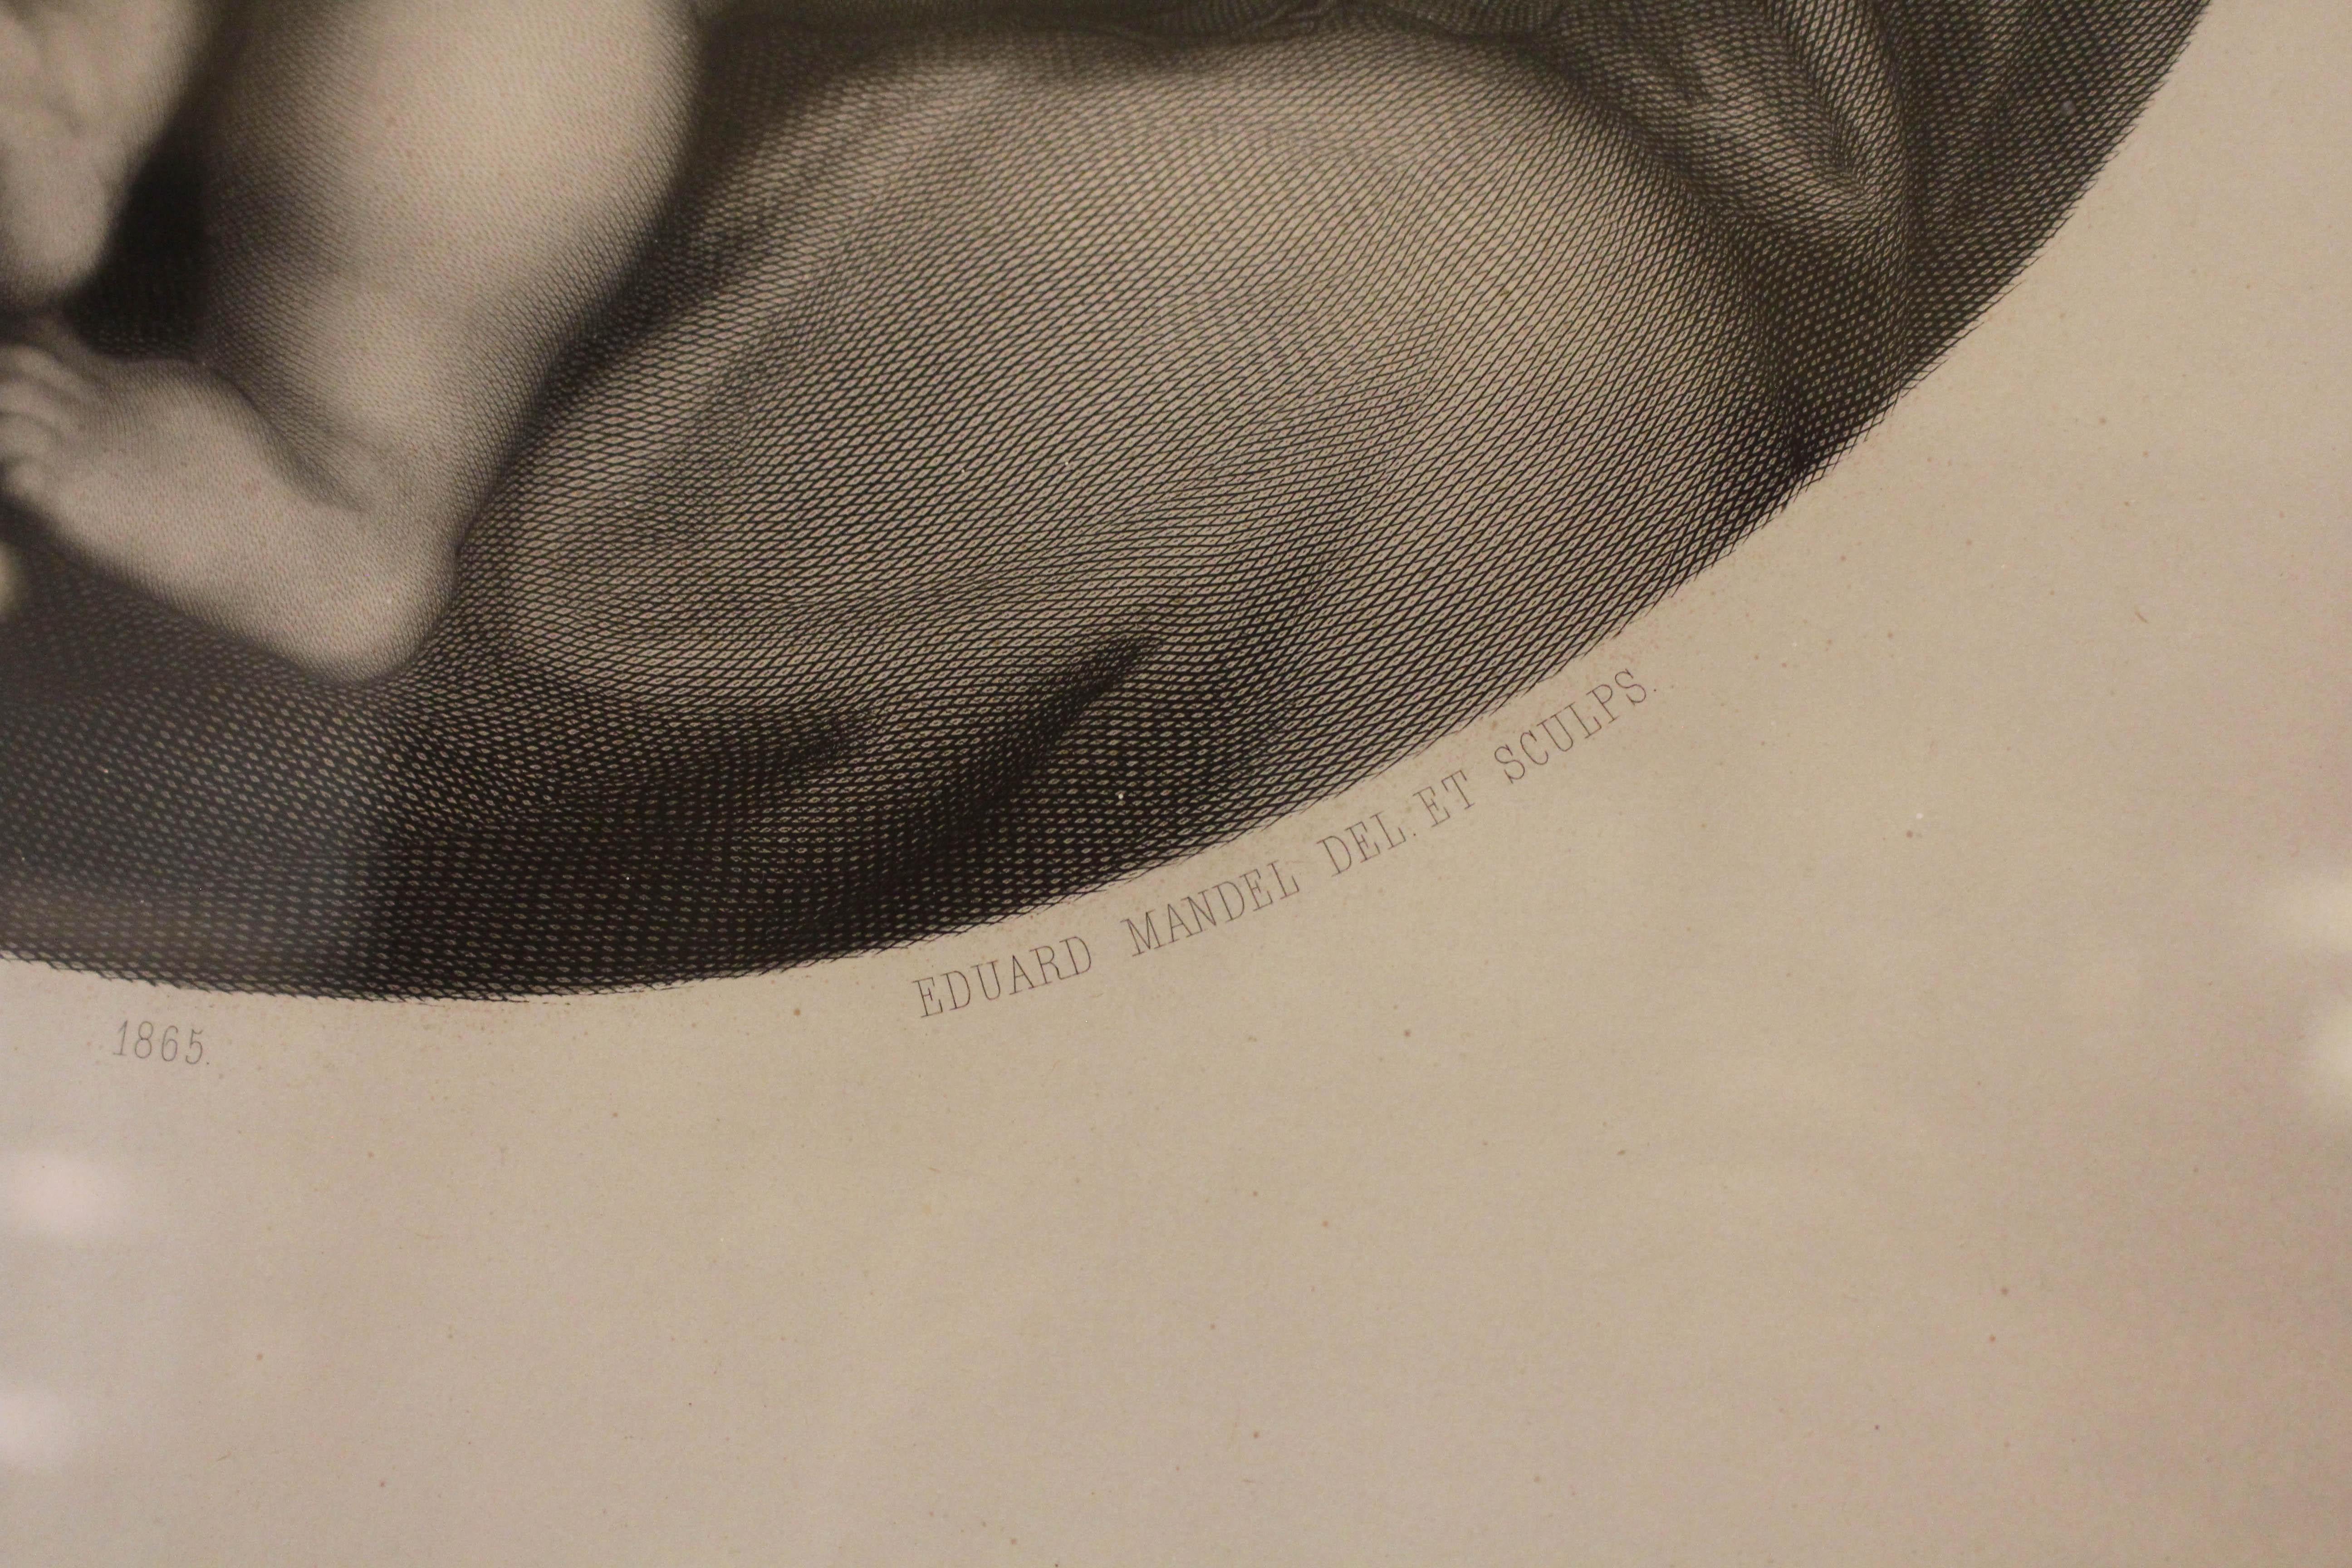 1865.
EDUARD MANDEL DEL. ET SCULPS.